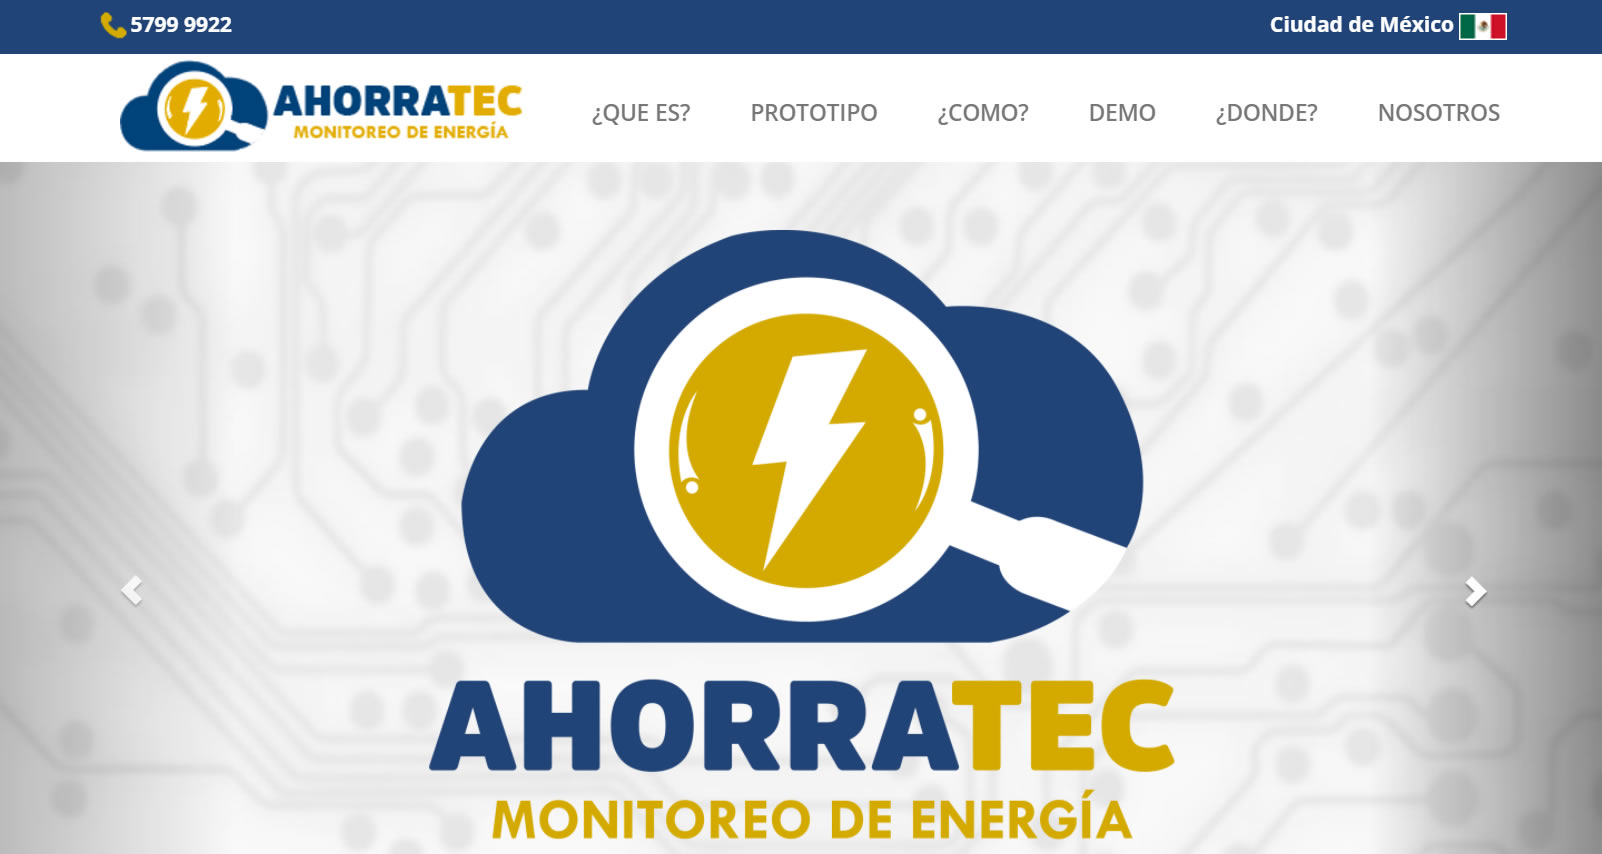 5799 9922
Ciudad de México
AHORRATEC
MONITOREO DE ENERGÍA
¿QUE ES?
PROTOTIPO
¿COMO?
DEMO
¿DONDE?
NOSOTROS
AHORRATEC
MONITOREO DE ENERGÍA